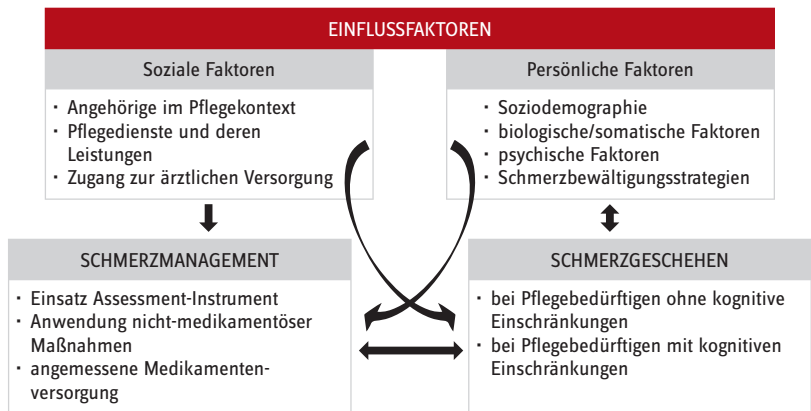 EINFLUSSFAKTOREN
Soziale Faktoren
· Angehörige im Pflegekontext
· Pflegedienste und deren
Leistungen
· Zugang zur ärztlichen Versorgung
Persönliche Faktoren
· Soziodemographie
· biologische/somatische Faktoren
· psychische Faktoren
· Schmerzbewältigungsstrategien
SCHMERZMANAGEMENT
· Einsatz Assessment-Instrument
· Anwendung nicht-medikamentöser
Maßnahmen
· angemessene Medikamenten-
versorgung
SCHMERZGESCHEHEN
· bei Pflegebedürftigen ohne kognitive
Einschränkungen
· bei Pflegebedürftigen mit kognitiven
Einschränkungen